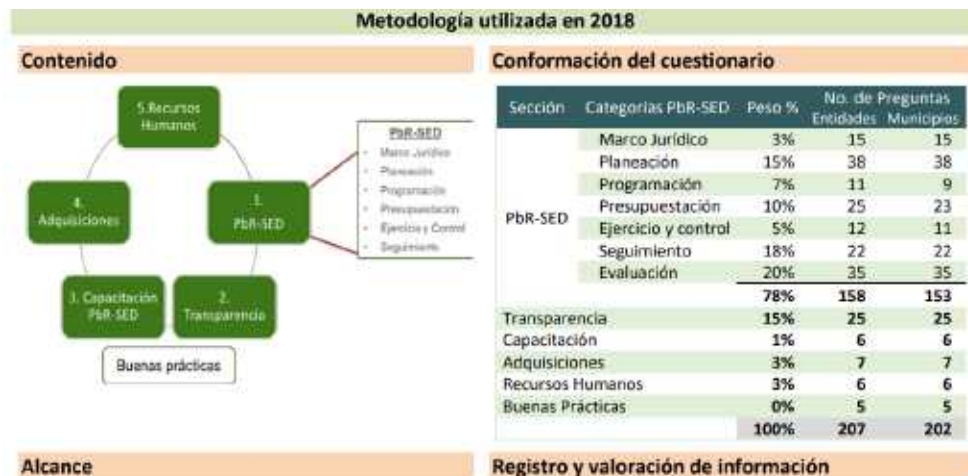 Metodología utilizada en 2018
Contenido
5.Recursos
Humanos
4.
Adquisiciones
1.
PbR-SED
3. Capacitación
PbR-SED
2.
Transparencia
Buenas prácticas
PbR-SED
• Marco Jurídico
• Planeación
• Programación
• Presupuestación
• Ejercicio y Control
• Seguimiento
Conformación del cuestionario
Sección Categorías PbR-SED Peso % No. de Preguntas
Entidades Municipios
Marco Jurídico 3% 15 15
Planeación 15% 38 38
Programación 7% 11 9
PbR-SED Presupuestación 10% 25 23
Ejercicio y control 5% 12 11
Seguimiento 18% 22 22
Evaluación 20% 35 35
78% 158 153
Transparencia 15% 25 25
Capacitación 1% 6 6
Adquisiciones 3% 7 7
Recursos Humanos 3% 6 6
Buenas Prácticas 0% 5 5
100% 207 202
Alcance
Registro y valoración de información